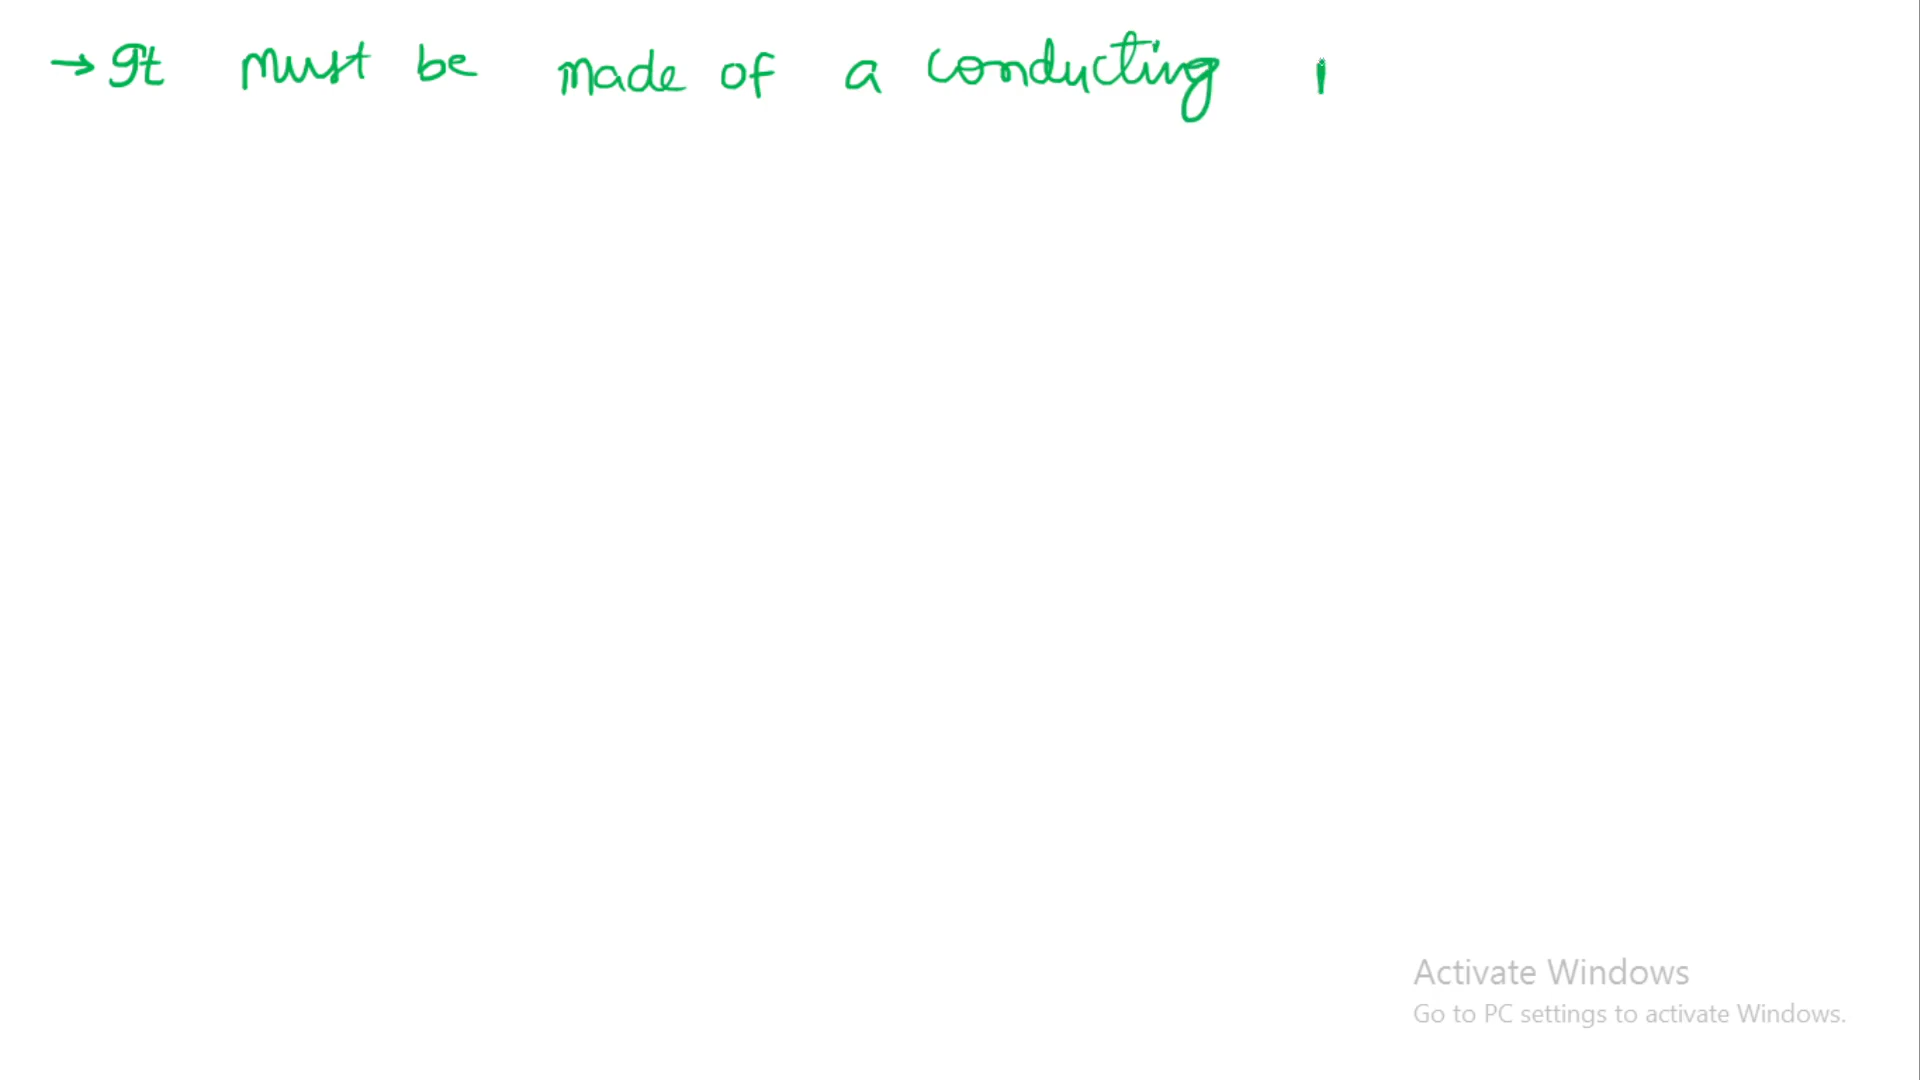 → It must be made of a conducting
Activate Windows
Go to PC settings to activate Windows.